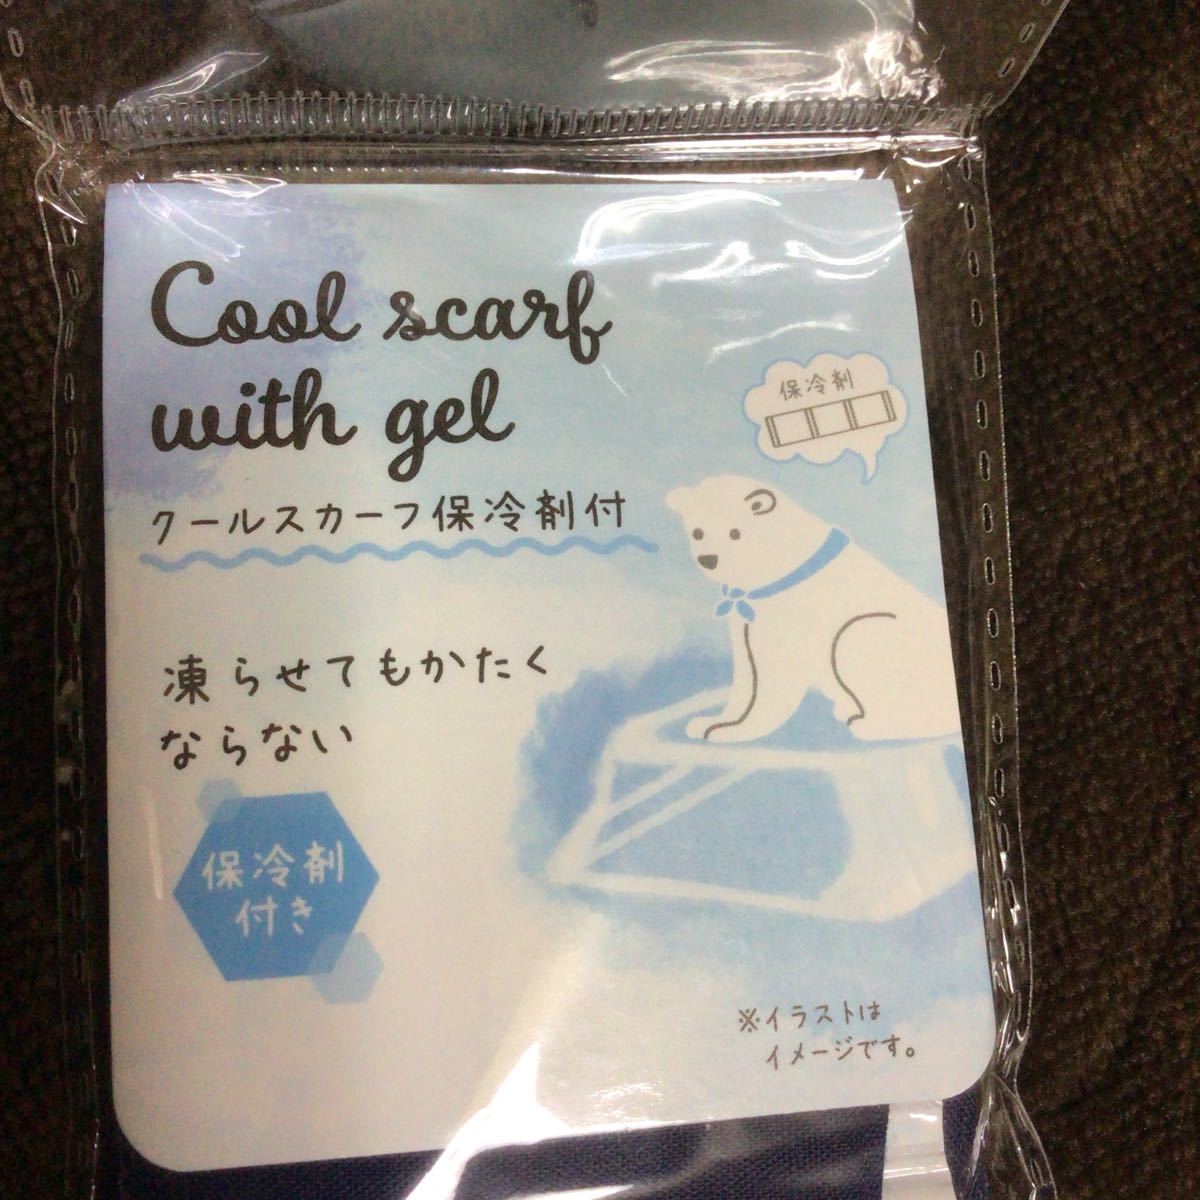 Cool scarf
with gel
クールスカーフ保冷剤付
保冷剤
凍らせてもかたく
ならない
保冷剤
付き
※イラストは
イメージです。